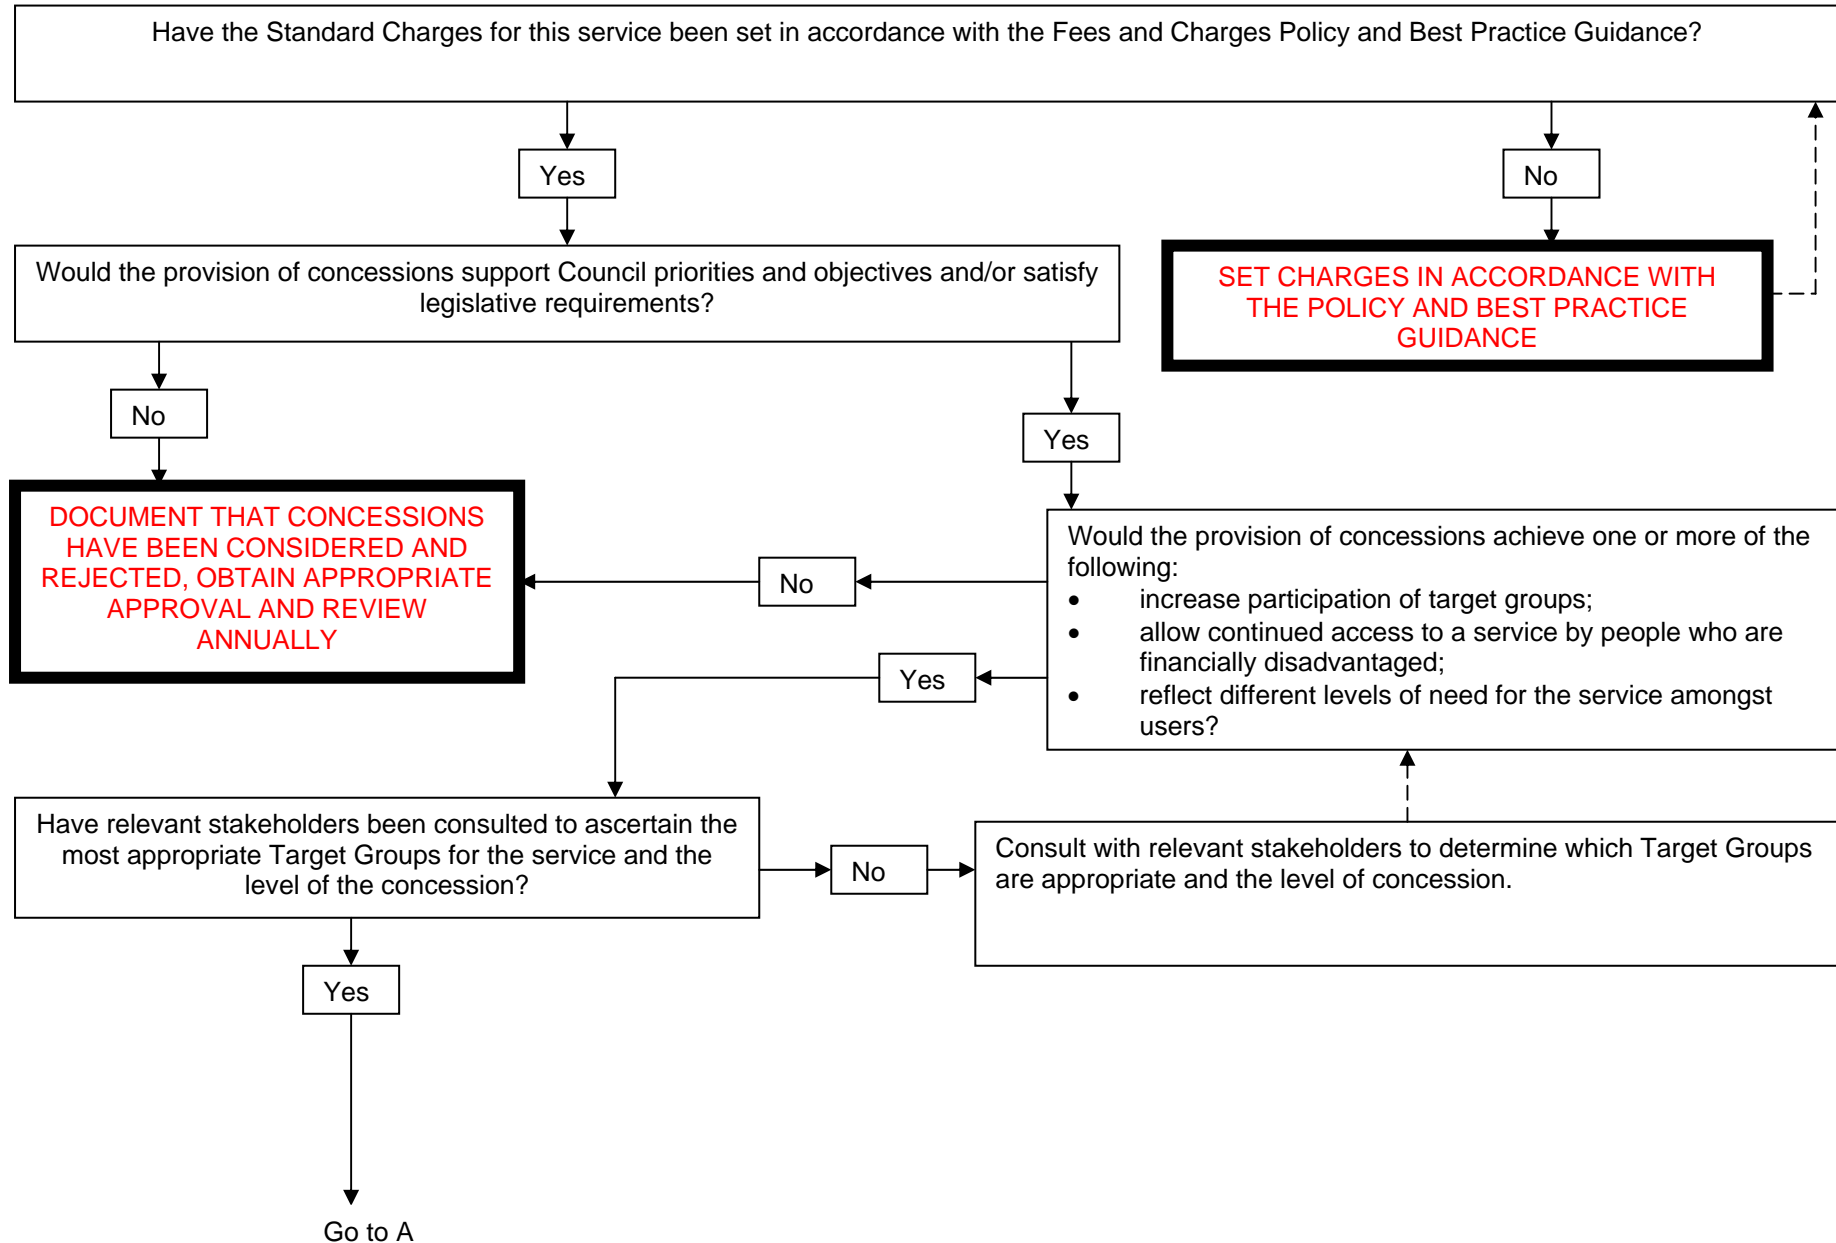 Have the Standard Charges for this service been set in accordance with the Fees and Charges Policy and Best Practice Guidance?
Yes
No
Would the provision of concessions support Council priorities and objectives and/or satisfy
legislative requirements?
SET CHARGES IN ACCORDANCE WITH
THE POLICY AND BEST PRACTICE
GUIDANCE
No
Yes
DOCUMENT THAT CONCESSIONS
HAVE BEEN CONSIDERED AND
REJECTED, OBTAIN APPROPRIATE
APPROVAL AND REVIEW
ANNUALLY
No
Would the provision of concessions achieve one or more of the
following:
• increase participation of target groups;
• allow continued access to a service by people who are
financially disadvantaged;
• reflect different levels of need for the service amongst
users?
Yes
Have relevant stakeholders been consulted to ascertain the
most appropriate Target Groups for the service and the
level of the concession?
No
Consult with relevant stakeholders to determine which Target Groups
are appropriate and the level of concession.
Yes
Go to A